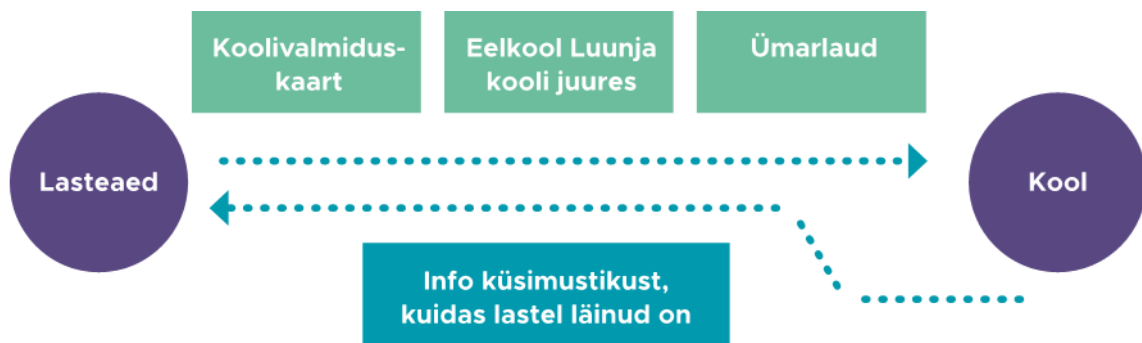 Koolivalmidus-
kaart
Eelkool Luunja
kooli juures
Ümarlaud
Lasteaed
Kool
Info küsimustikust,
kuidas lastel läinud on